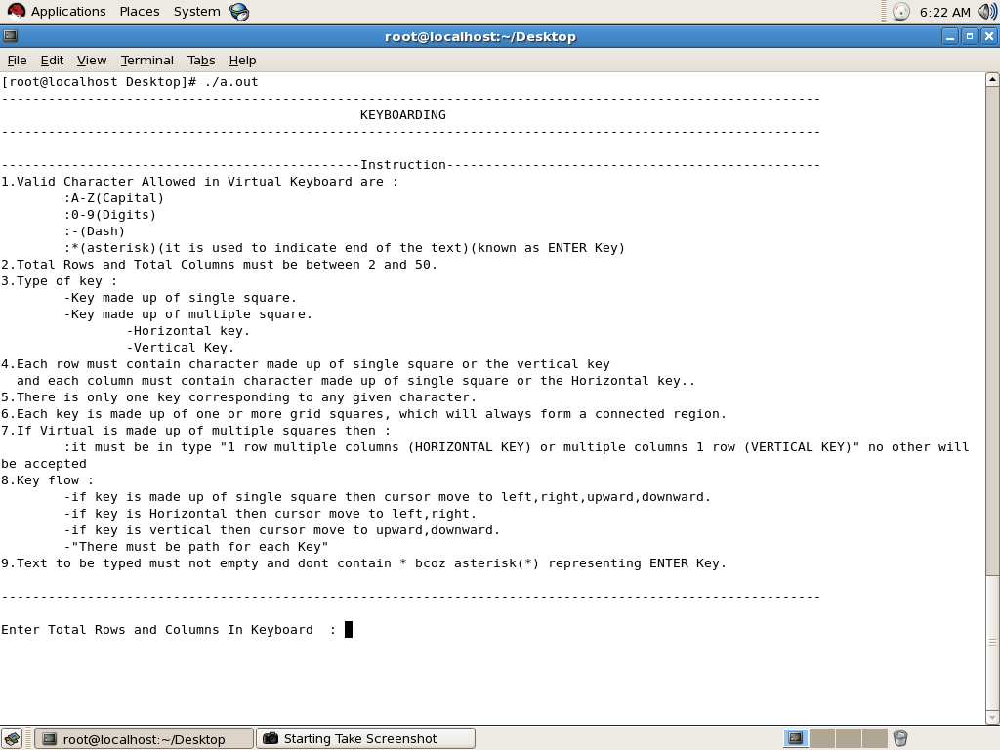 Applications Places System 6:22 AM
root@localhost:~/Desktop
File Edit View Terminal Tabs Help
[root@localhost Desktop]# ./a.out
---------------------------------------------------------------------------------------------------------
KEYBOARDING
---------------------------------------------------------------------------------------------------------
----------------------------------------------Instruction------------------------------------------------
1.Valid Character Allowed in Virtual Keyboard are :
:A-Z(Capital)
:0-9(Digits)
:-(Dash)
:*(asterisk)(it is used to indicate end of the text)(known as ENTER Key)
2.Total Rows and Total Columns must be between 2 and 50.
3.Type of key :
-Key made up of single square.
-Key made up of multiple square.
-Horizontal key.
-Vertical Key.
4.Each row must contain character made up of single square or the vertical key
and each column must contain character made up of single square or the Horizontal key..
5.There is only one key corresponding to any given character.
6.Each key is made up of one or more grid squares, which will always form a connected region.
7.If Virtual is made up of multiple squares then :
:it must be in type "1 row multiple columns (HORIZONTAL KEY) or multiple columns 1 row (VERTICAL KEY)" no other will
be accepted
8.Key flow :
-if key is made up of single square then cursor move to left,right,upward,downward.
-if key is Horizontal then cursor move to left,right.
-if key is vertical then cursor move to upward,downward.
-"There must be path for each Key"
9.Text to be typed must not empty and dont contain * bcoz asterisk(*) representing ENTER Key.
---------------------------------------------------------------------------------------------------------
Enter Total Rows and Columns In Keyboard  :
root@localhost:~/Desktop Starting Take Screenshot